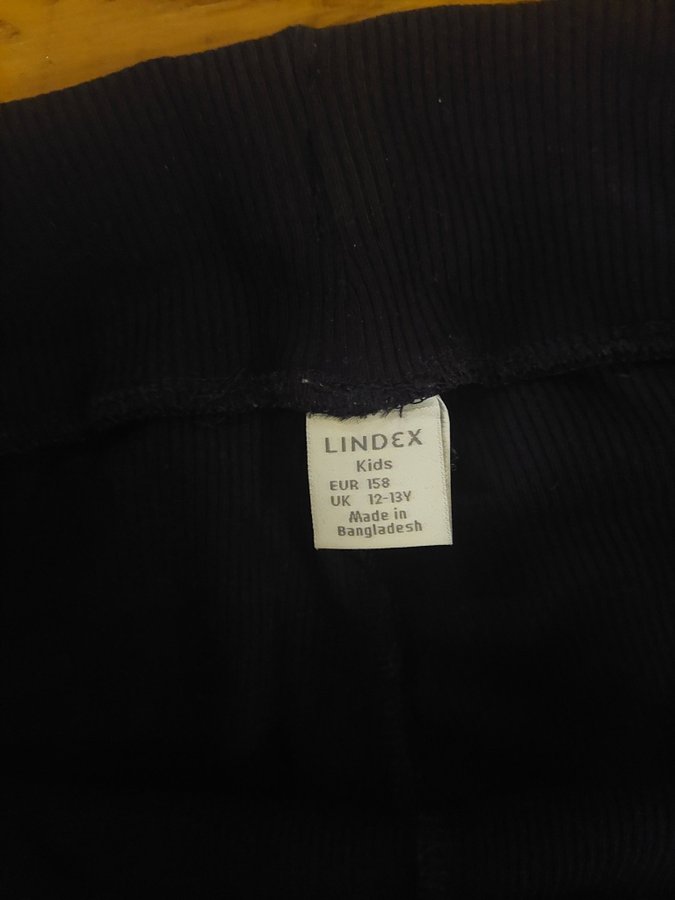 LINDEX
Kids
EUR 158
UK 12-13Y
Made in
Bangladesh